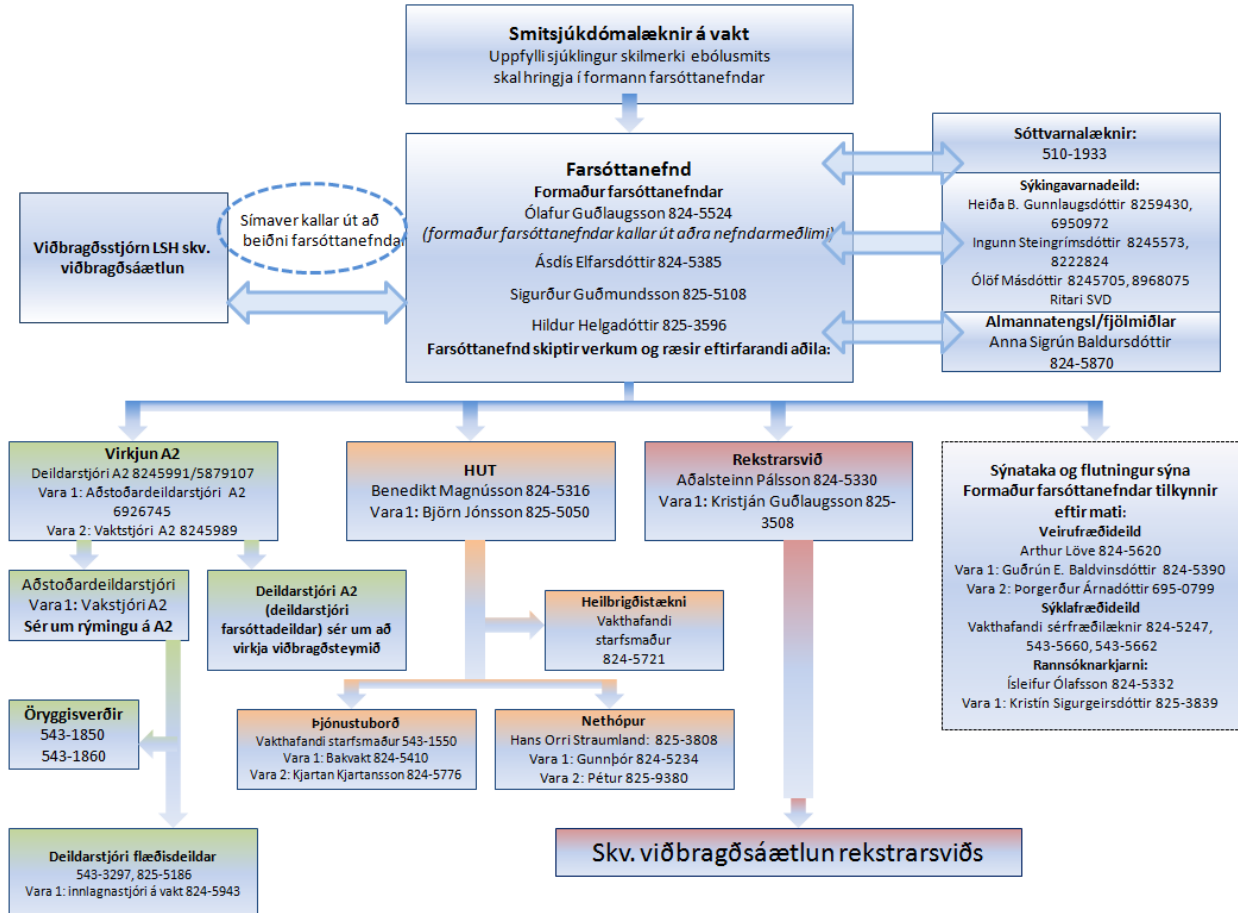 Smitsjúkdómalæknir á vakt
Uppfylli sjúklingur skilmerki ebólusmits
skal hringja í formann farsóttanefndar
Farsóttanefnd
Formaður farsóttanefndar
Ólafur Guðlaugsson 824-5524
(formaður farsóttanefndar kallar út aðra nefndarmeðlimi)
Ásdís Elfarsdóttir 824-5385
Sigurður Guðmundsson 825-5108
Hildur Helgadóttir 825-3596
Farsóttanefnd skiptir verkum og ræsir eftirfarandi aðila:
Viðbragðsstjórn LSH skv.
viðbragðsáætlun
Símaver kallar út að
beiðni farsóttanefndar
Sóttvarnalæknir:
510-1933
Sýkingavarnadeild:
Heiða B. Gunnlaugsdóttir 8259430,
6950972
Ingunn Steingrímsdóttir 8245573,
8222824
Ólöf Másdóttir 8245705, 8968075
Ritari SVD
Almannatengsl/fjölmiðlar
Anna Sigrún Baldursdóttir
824-5870
Virkjun A2
Deildarstjóri A2 8245991/5879107
Vara 1: Aðstoðardeildarstjóri A2
6926745
Vara 2: Vaktstjóri A2 8245989
HUT
Benedikt Magnússon 824-5316
Vara 1: Björn Jónsson 825-5050
Rekstrarsvið
Aðalsteinn Pálsson 824-5330
Vara 1: Kristján Guðlaugsson 825-
3508
Sýnataka og flutningur sýna
Formaður farsóttanefndar tilkynnir
eftir mati:
Veirufræðideild
Arthur Löve 824-5620
Vara 1: Guðrún E. Baldvinsdóttir 824-5390
Vara 2: Þorgerður Árnadóttir 695-0799
Sýklafræðideild
Vakthafandi sérfræðilæknir 824-5247,
543-5660, 543-5662
Rannsóknarkjarni:
Ísleifur Ólafsson 824-5332
Vara 1: Kristín Sigurgeirsdóttir 825-3839
Aðstoðardeildarstjóri
Vara 1: Vakstjóri A2
Sér um rýmingu á A2
Deildarstjóri A2
(deildarstjóri
farsóttadeildar) sér um að
virkja viðbragðsteymið
Heilbrigðistækni
Vakthafandi
starfsmaður
824-5721
Öryggisverðir
543-1850
543-1860
Þjónustuborð
Vakthafandi starfsmaður 543-1550
Vara 1: Bakvakt 824-5410
Vara 2: Kjartan Kjartansson 824-5776
Nethópur
Hans Orri Straumland: 825-3808
Vara 1: Gunnþór 824-5234
Vara 2: Pétur 825-9380
Deildarstjóri flæðisdeildar
543-3297, 825-5186
Vara 1: innlagnastjóri á vakt 824-5943
Skv. viðbragðsáætlun rekstrarsviðs